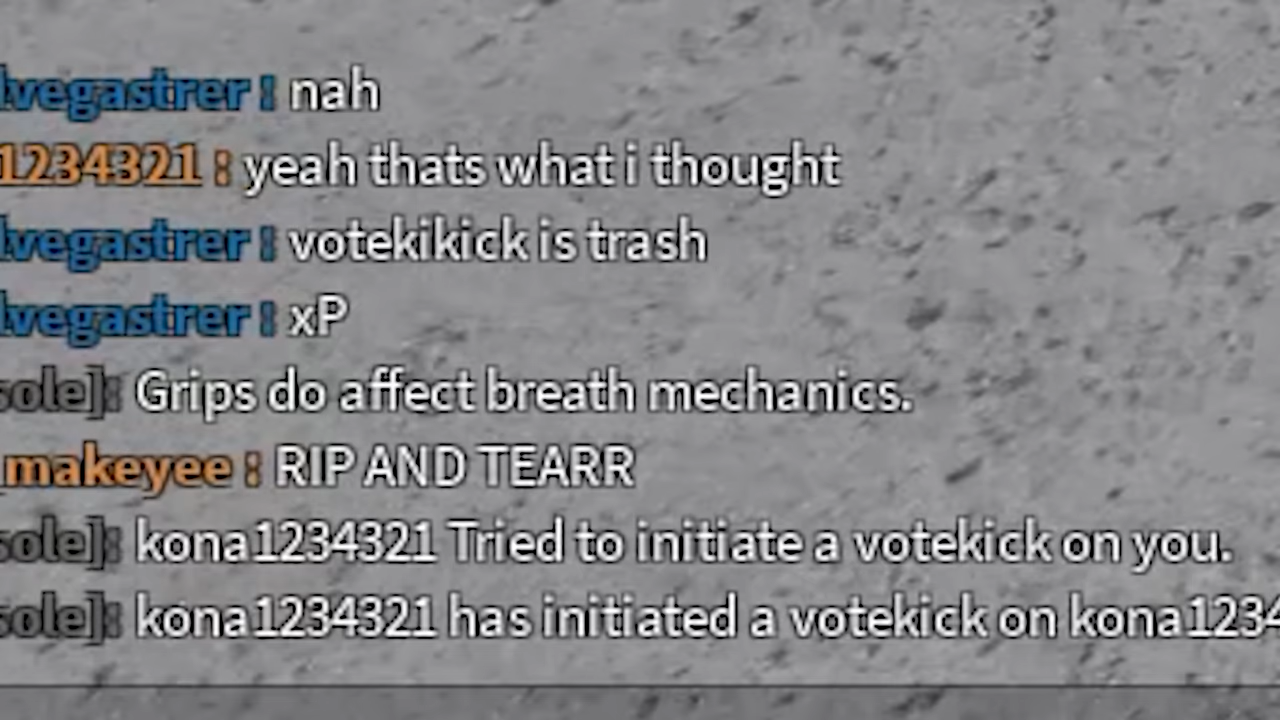 lvegastrer : nah
1234321 : yeah thats what i thought
lvegastrer : votekikick is trash
lvegastrer : xP
sole]: Grips do affect breath mechanics.
_makeyee : RIP AND TEARR
sole]: kona1234321 Tried to initiate a votekick on you.
sole]: kona1234321 has initiated a votekick on kona1234